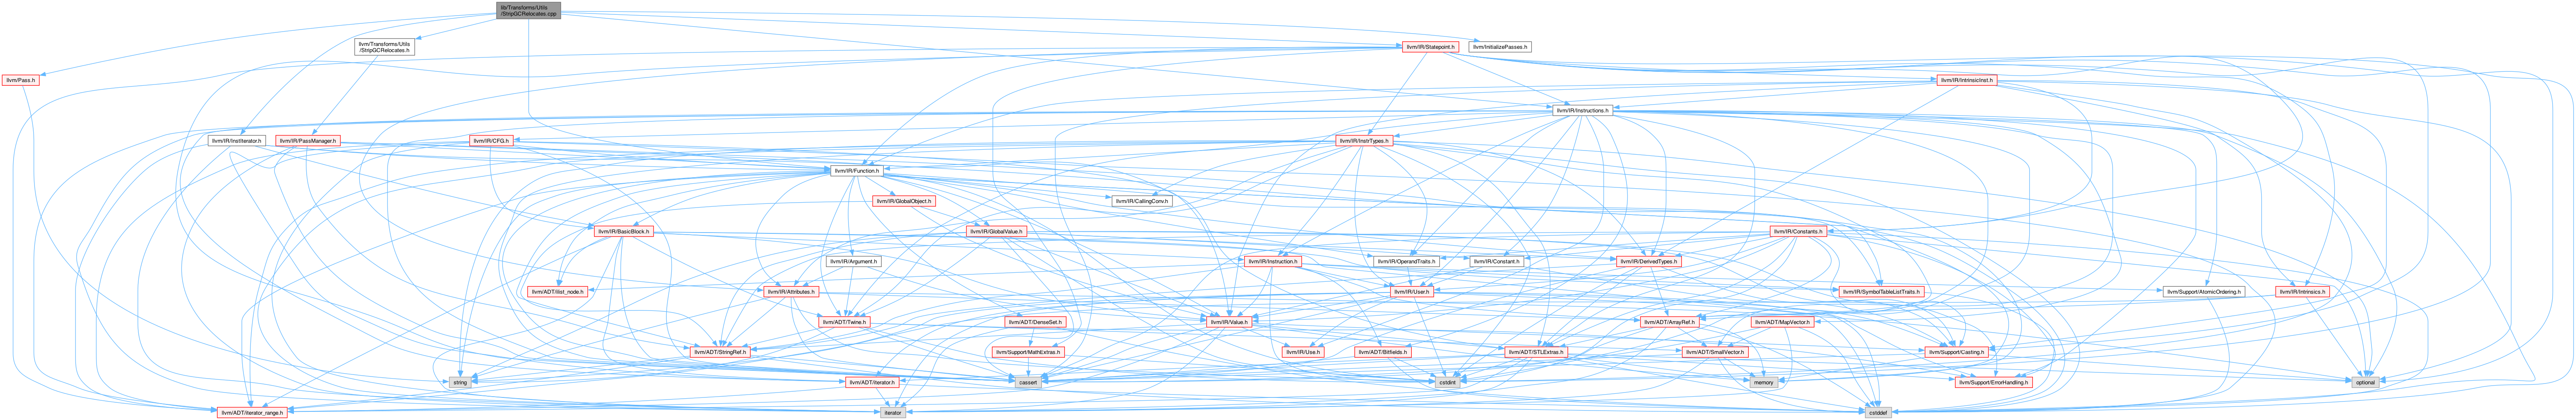 lib/Transforms/Utils
/StripGCRelocates.cpp
llvm/Transforms/Utils
/StripGCRelocates.h
llvm/IR/Statepoint.h
llvm/InitializePasses.h
llvm/Pass.h
llvm/IR/IntrinsicInst.h
llvm/IR/Instructions.h
llvm/IR/InstIterator.h
llvm/IR/PassManager.h
llvm/IR/CFG.h
llvm/IR/InstrTypes.h
llvm/IR/Function.h
llvm/IR/GlobalObject.h
llvm/IR/CallingConv.h
llvm/IR/BasicBlock.h
llvm/IR/GlobalValue.h
llvm/IR/Constants.h
llvm/IR/Argument.h
llvm/IR/Instruction.h
llvm/IR/OperandTraits.h
llvm/IR/Constant.h
llvm/IR/DerivedTypes.h
llvm/ADT/ilist_node.h
llvm/IR/Attributes.h
llvm/IR/User.h
llvm/IR/SymbolTableListTraits.h
llvm/Support/AtomicOrdering.h
llvm/IR/Intrinsics.h
llvm/ADT/Twine.h
llvm/ADT/DenseSet.h
llvm/IR/Value.h
llvm/ADT/ArrayRef.h
llvm/ADT/MapVector.h
llvm/ADT/StringRef.h
llvm/Support/MathExtras.h
llvm/IR/Use.h
llvm/ADT/Bitfields.h
llvm/ADT/STLExtras.h
llvm/ADT/SmallVector.h
llvm/Support/Casting.h
string
llvm/ADT/iterator.h
cassert
cstdint
memory
llvm/Support/ErrorHandling.h
optional
llvm/ADT/iterator_range.h
iterator
cstddef